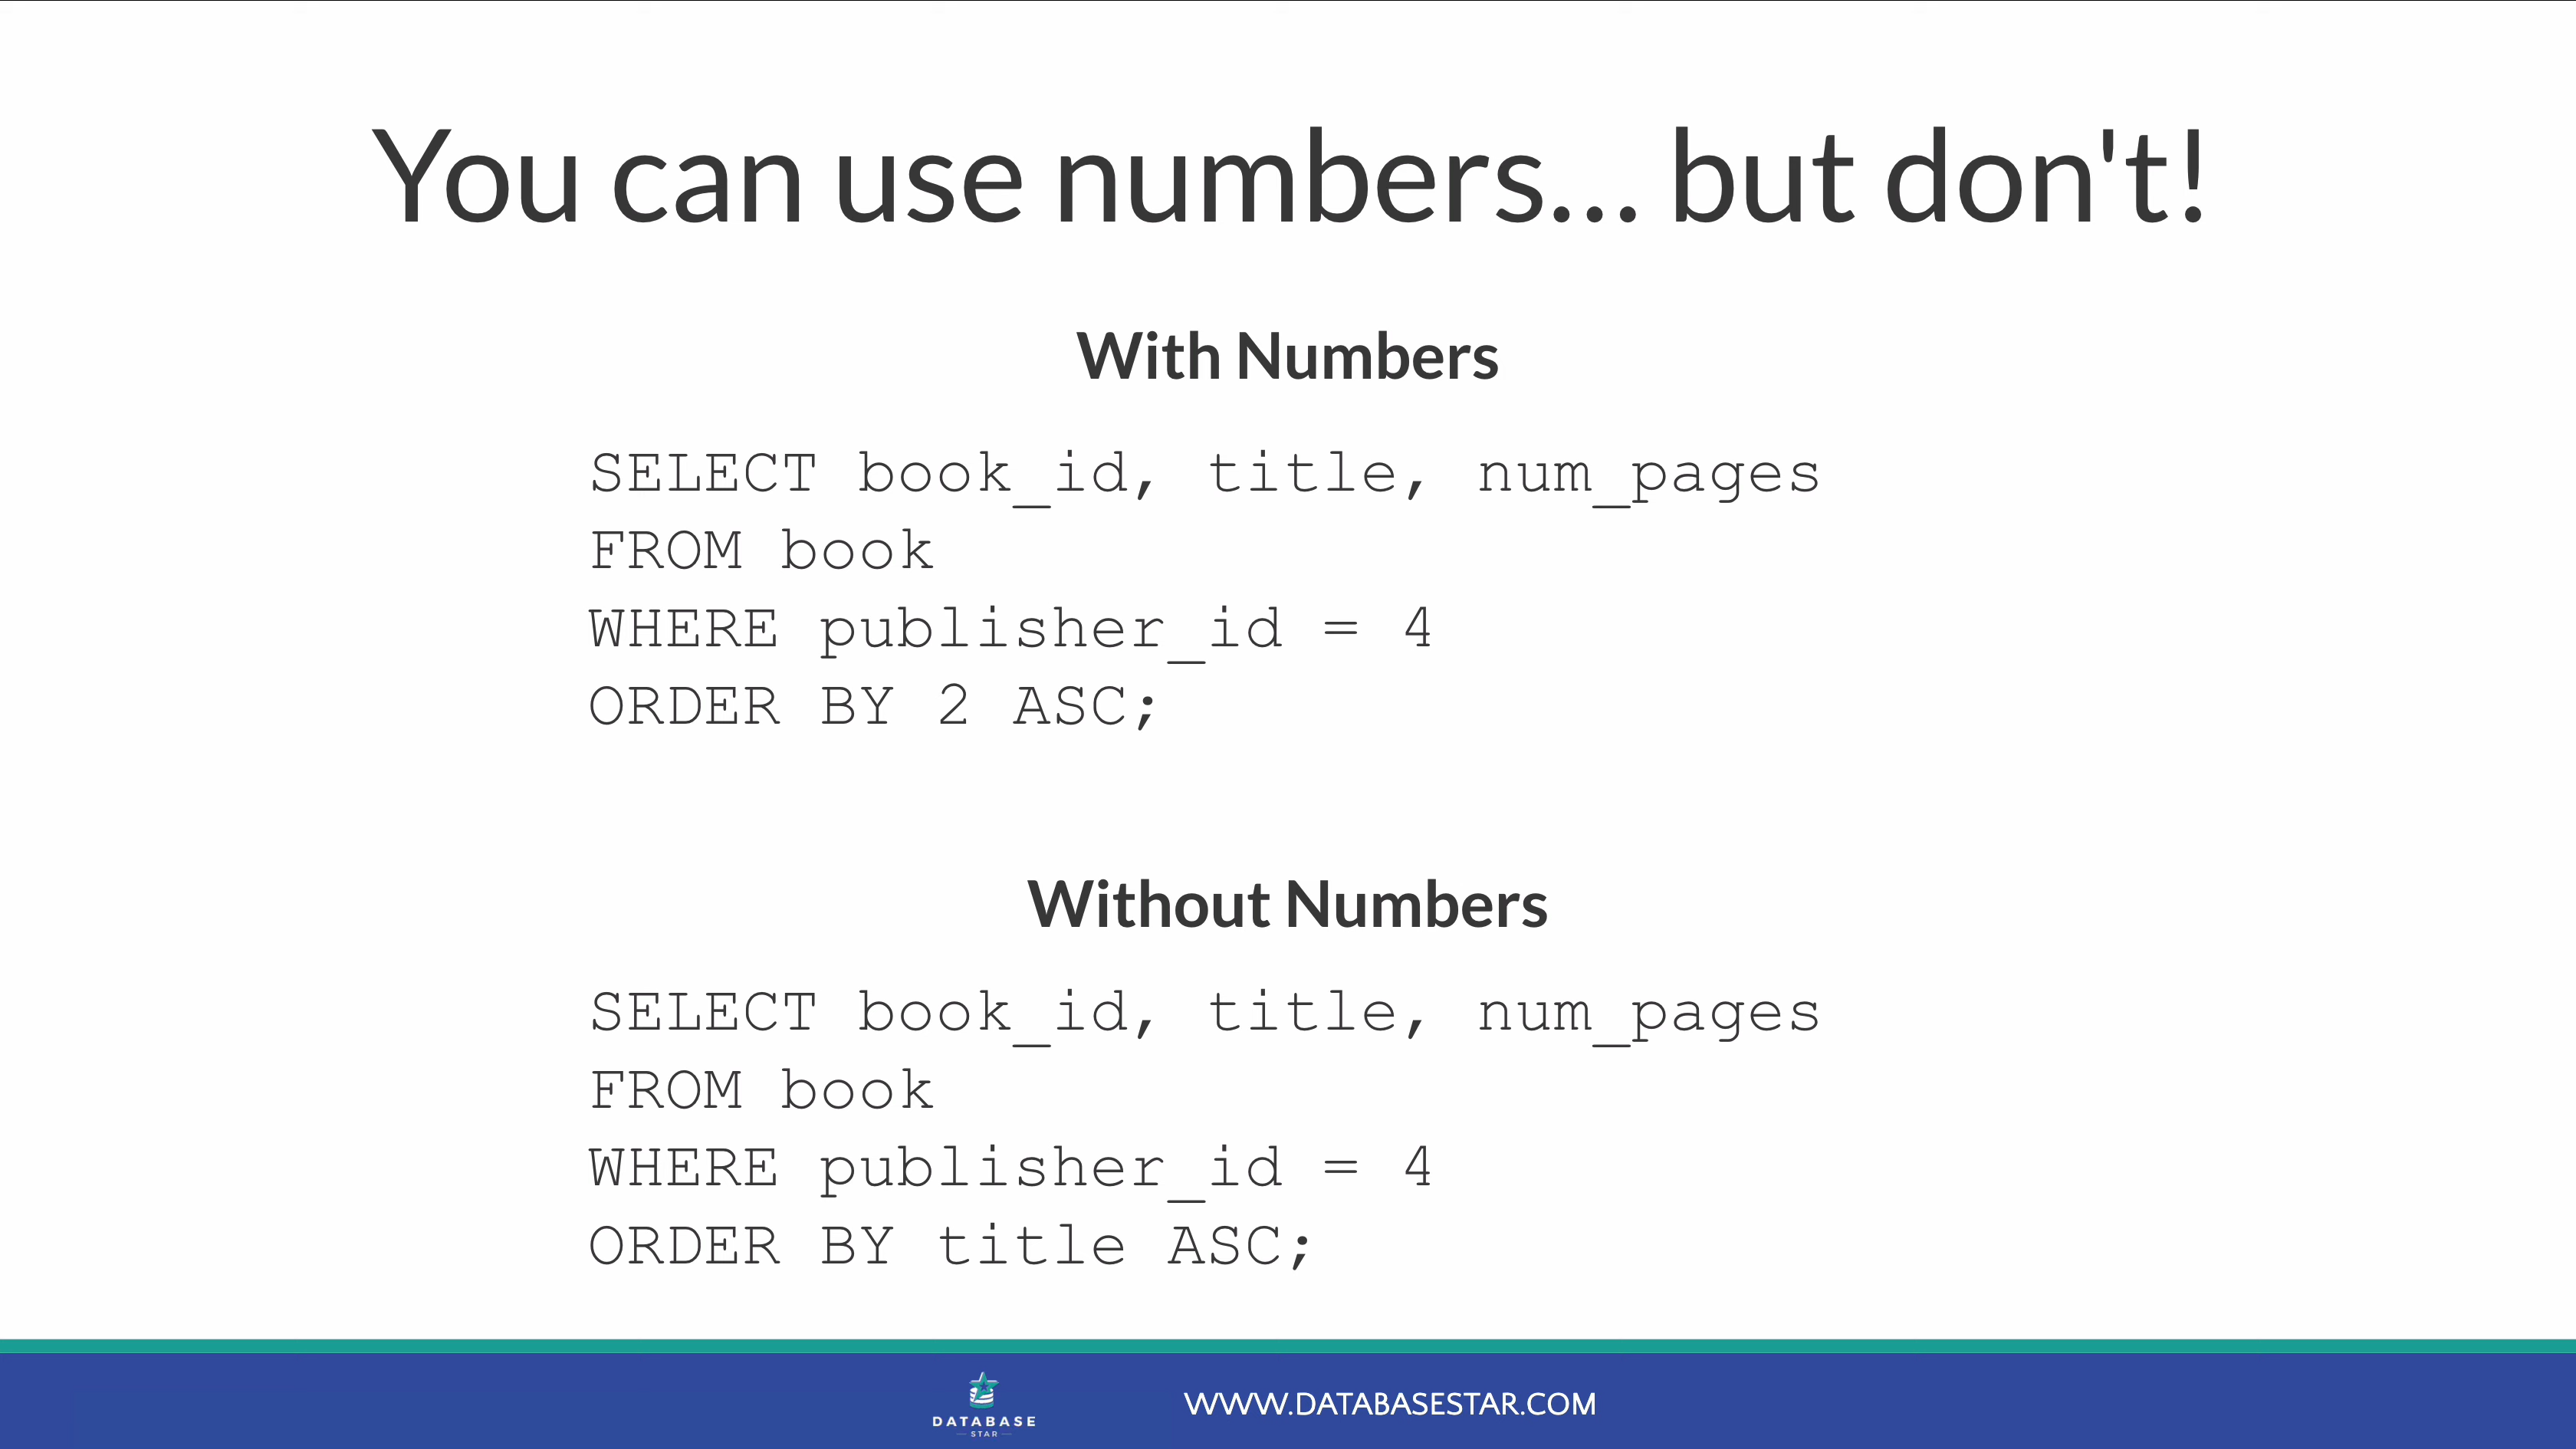 You can use numbers... but don't!
With Numbers
SELECT book_id, title, num_pages
FROM book
WHERE publisher_id = 4
ORDER BY 2 ASC;
Without Numbers
SELECT book_id, title, num_pages
FROM book
WHERE publisher_id = 4
ORDER BY title ASC;
DATABASE
STAR
WWW.DATABASESTAR.COM